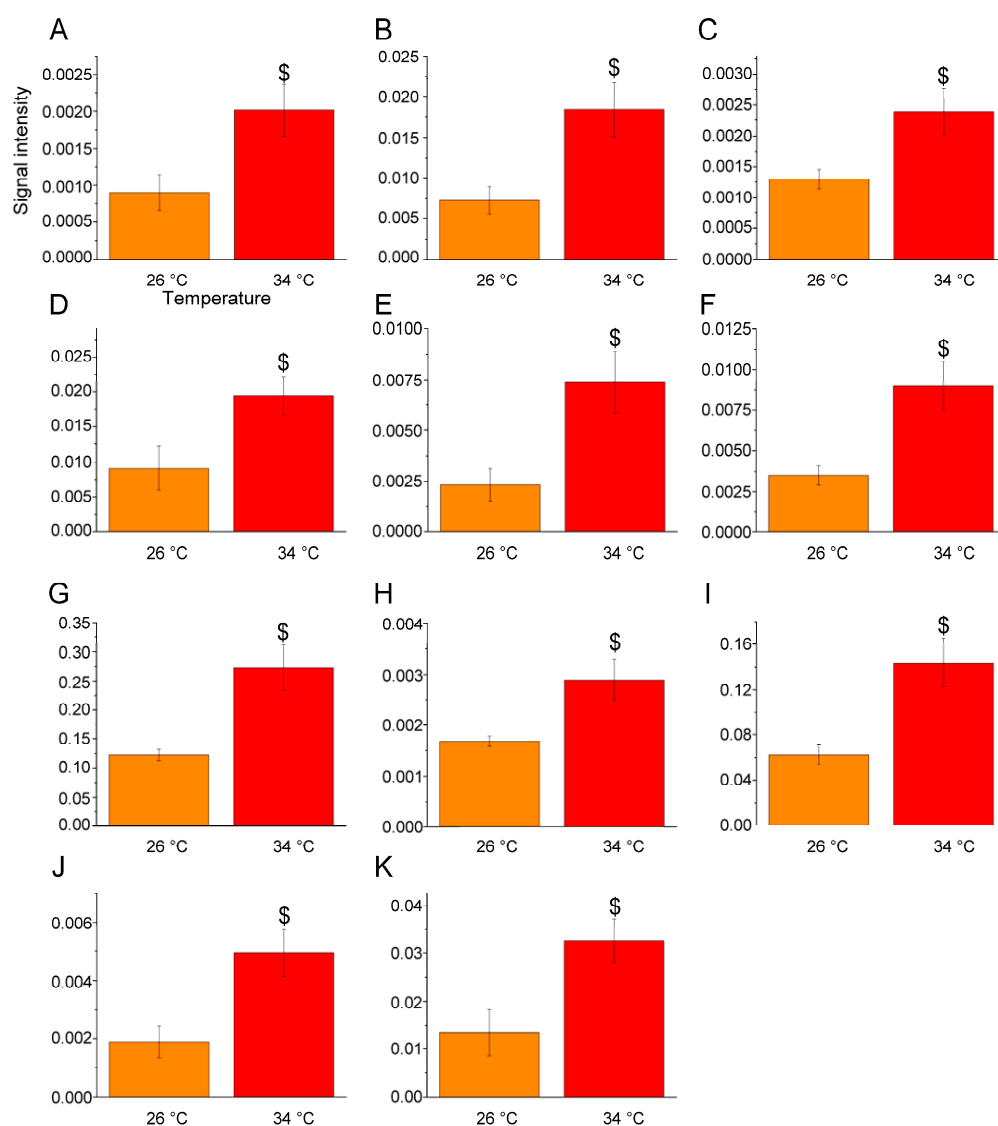 A
B
C
Signal intensity
0.0025
0.0020
0.0015
0.0010
0.0005
0.0000
$
26 °C
34 °C
Temperature
0.025
0.020
0.015
0.010
0.005
0.000
$
26 °C
34 °C
0.0030
0.0025
0.0020
0.0015
0.0010
0.0005
0.0000
$
26 °C
34 °C
D
E
F
0.025
0.020
0.015
0.010
0.005
0.000
$
26 °C
34 °C
0.0100
0.0075
0.0050
0.0025
0.0000
$
26 °C
34 °C
0.0125
0.0100
0.0075
0.0050
0.0025
0.0000
$
26 °C
34 °C
G
H
I
0.35
0.30
0.25
0.20
0.15
0.10
0.05
0.00
$
26 °C
34 °C
0.004
0.003
0.002
0.001
0.000
$
26 °C
34 °C
0.16
0.12
0.08
0.04
0.00
$
26 °C
34 °C
J
K
0.006
0.004
0.002
0.000
$
26 °C
34 °C
0.04
0.03
0.02
0.01
0.00
$
26 °C
34 °C